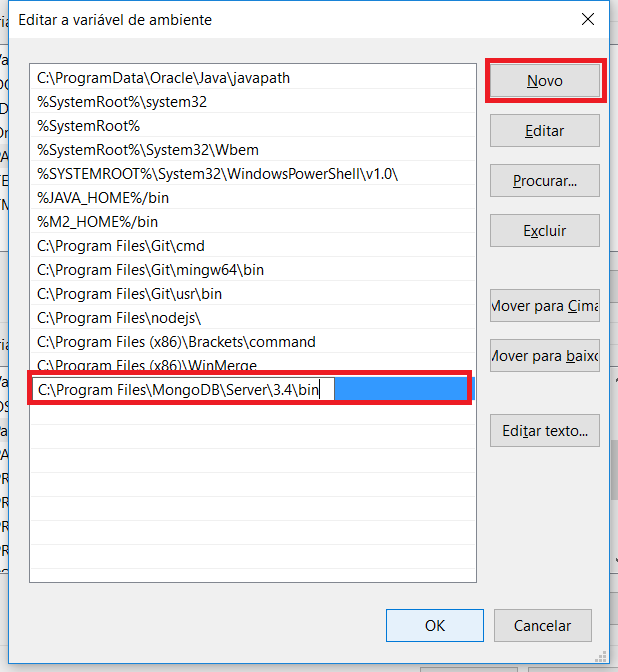 Editar a variável de ambiente
C:\ProgramData\Oracle\Java\javapath
%SystemRoot%\system32
%SystemRoot%
%SystemRoot%\System32\Wbem
%SYSTEMROOT%\System32\WindowsPowerShell\v1.0\
%JAVA_HOME%/bin
%M2_HOME%/bin
C:\Program Files\Git\cmd
C:\Program Files\Git\mingw64\bin
C:\Program Files\Git\usr\bin
C:\Program Files\nodejs\
C:\Program Files (x86)\Brackets\command
C:\Program Files (x86)\WinMerge
C:\Program Files\MongoDB\Server\3.4\bin
Novo
Editar
Procurar...
Excluir
Mover para Cima
Mover para baixo
Editar texto...
OK
Cancelar